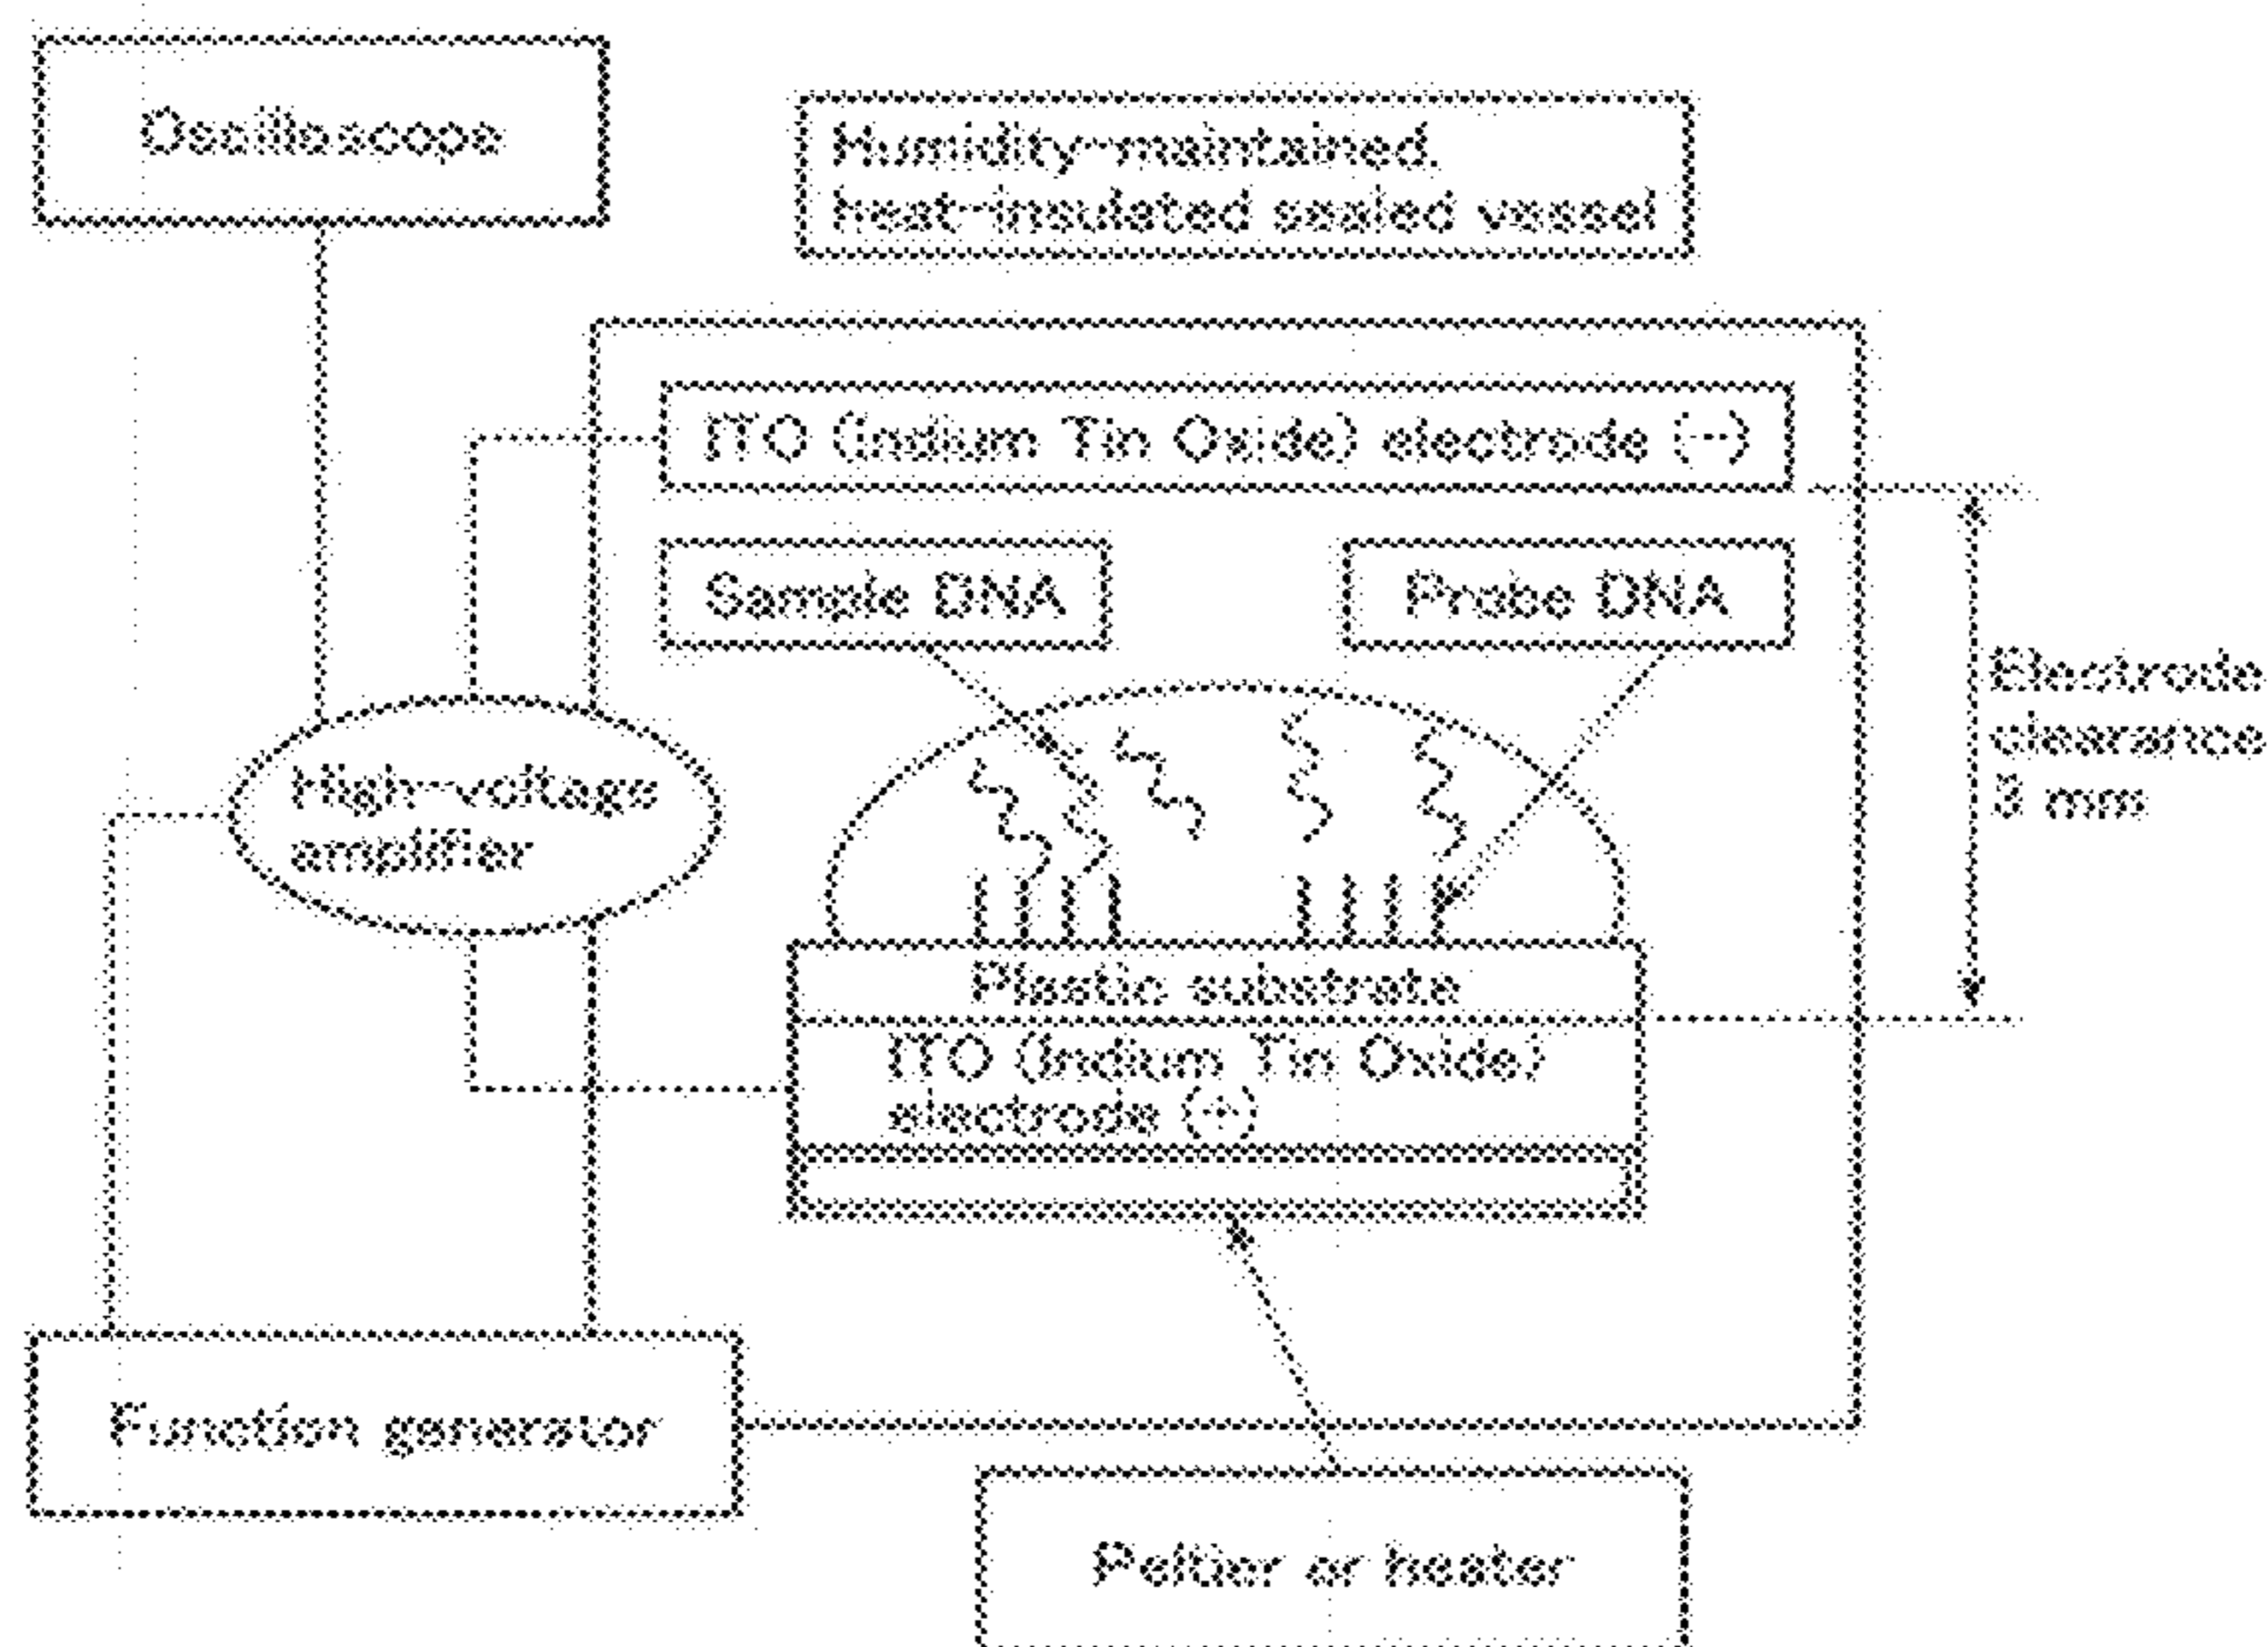 Oscilloscope
Humidity-maintained,
heat-insulated sealed vessel
ITO (Indium Tin Oxide) electrode (-)
Sample DNA
Probe DNA
Electrode
clearance
3 mm
High-voltage
amplifier
Plastic substrate
ITO (Indium Tin Oxide)
electrode (+)
Function generator
Peltier or heater